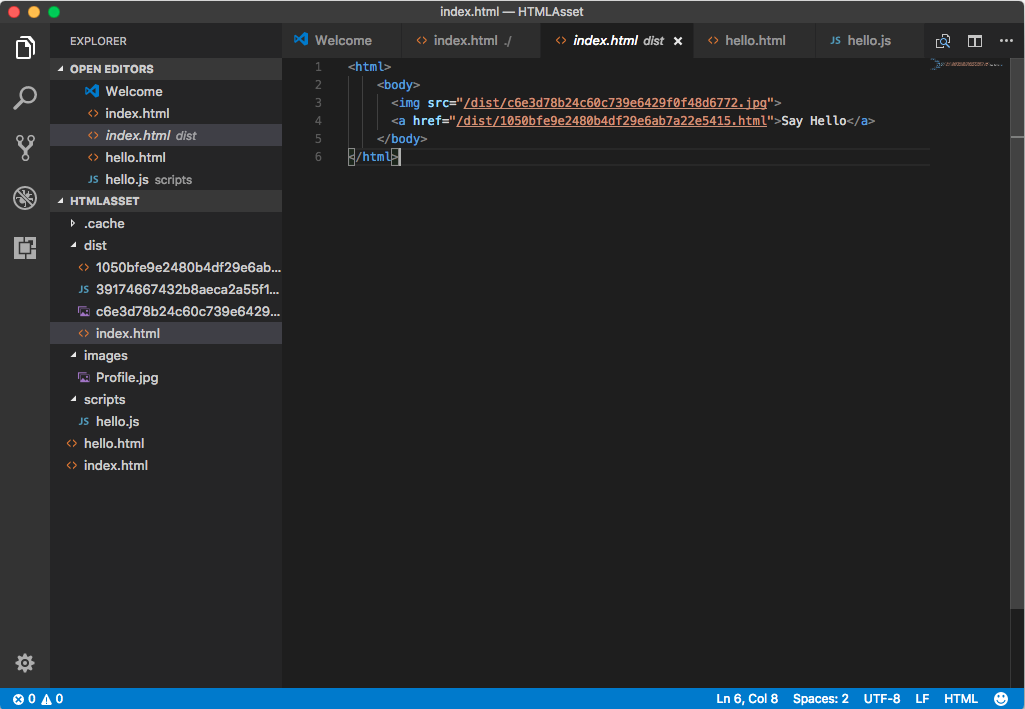 index.html — HTMLAsset
EXPLORER
OPEN EDITORS
Welcome
index.html
index.html dist
hello.html
JS hello.js scripts
HTMLASSET
.cache
dist
1050bfe9e2480b4df29e6ab...
JS 39174667432b8aeca2a55f1...
c6e3d78b24c60c739e6429...
index.html
images
Profile.jpg
scripts
JS hello.js
hello.html
index.html
Welcome
index.html ./
index.html dist
hello.html
JS hello.js
1 <html>
2 <body>
3 <img src="/dist/c6e3d78b24c60c739e6429f0f48d6772.jpg">
4 <a href="/dist/1050bfe9e2480b4df29e6ab7a22e5415.html">Say Hello</a>
5 </body>
6 </html>
0 0
Ln 6, Col 8 Spaces: 2 UTF-8 LF HTML